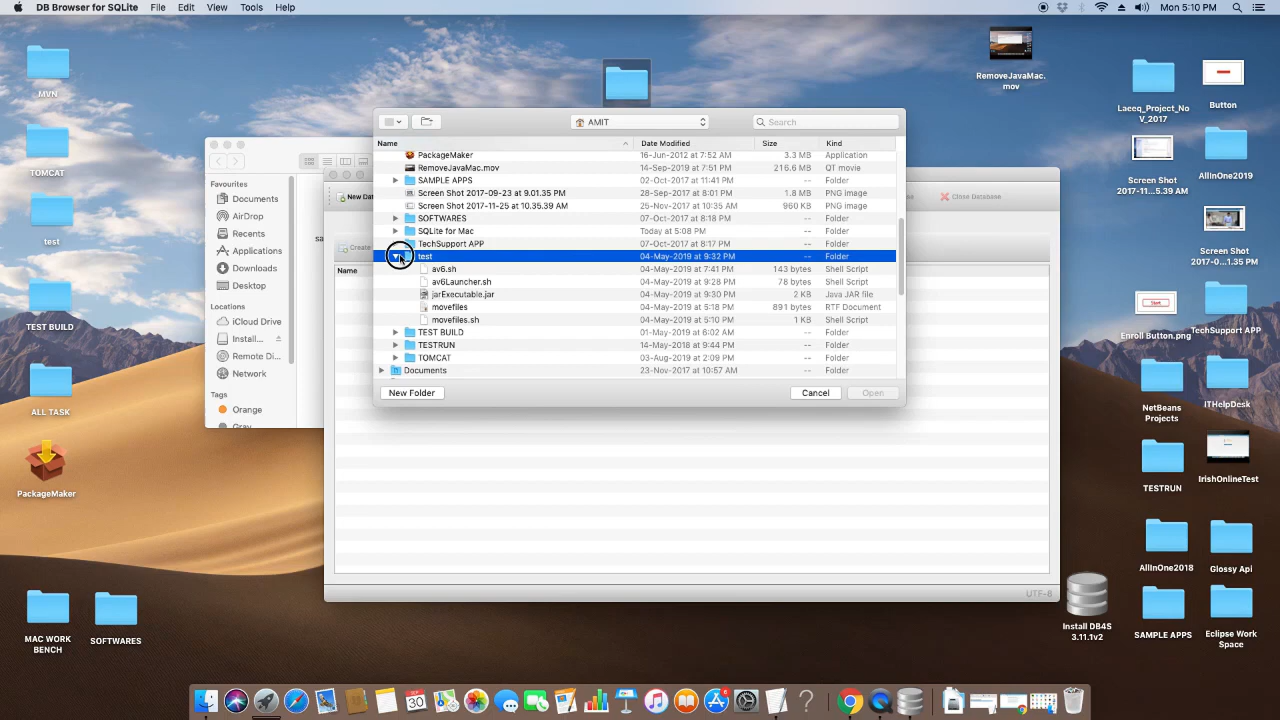 DB Browser for SQLite File Edit View Tools Help Mon 5:10 PM
MVN
TOMCAT
test
TEST BUILD
ALL TASK
PackageMaker
MAC WORK
BENCH
SOFTWARES
Favourites
Documents
AirDrop
Recents
Applications
Downloads
Desktop
Locations
iCloud Drive
Install...
Remote Di...
Network
Tags
Orange
Gray
sa
New Dat
Create
Name
Close Database
UTF-8
AMIT
Search
Name Date Modified Size Kind
PackageMaker 16-Jun-2012 at 7:52 AM 3.3 MB Application
RemoveJavaMac.mov 14-Sep-2019 at 7:51 PM 216.6 MB QT movie
SAMPLE APPS 02-Oct-2017 at 11:41 PM -- Folder
Screen Shot 2017-09-23 at 9.01.35 PM 28-Sep-2017 at 8:01 PM 1.8 MB PNG image
Screen Shot 2017-11-25 at 10.35.39 AM 25-Nov-2017 at 10:35 AM 960 KB PNG image
SOFTWARES 07-Oct-2017 at 8:18 PM -- Folder
SQLite for Mac Today at 5:08 PM -- Folder
TechSupport APP 07-Oct-2017 at 8:17 PM -- Folder
test 04-May-2019 at 9:32 PM -- Folder
av6.sh 04-May-2019 at 7:41 PM 143 bytes Shell Script
av6Launcher.sh 04-May-2019 at 9:28 PM 78 bytes Shell Script
jarExecutable.jar 04-May-2019 at 9:30 PM 2 KB Java JAR file
movefiles 04-May-2019 at 5:18 PM 891 bytes RTF Document
movefiles.sh 04-May-2019 at 5:10 PM 1 KB Shell Script
TEST BUILD 01-May-2019 at 6:02 AM -- Folder
TESTRUN 14-May-2018 at 9:44 PM -- Folder
TOMCAT 03-Aug-2019 at 2:09 PM -- Folder
Documents 23-Nov-2017 at 10:57 AM -- Folder
New Folder Cancel Open
RemoveJavaMac.
mov
Laeeq_Project_No
V_2017
Button
Screen Shot
2017-11...5.39 AM
AllInOne2019
Screen Shot
2017-0...1.35 PM
Enroll Button.png
TechSupport APP
NetBeans
Projects
ITHelpDesk
TESTRUN
IrishOnlineTest
AllInOne2018
Glossy Api
Install DB4S
3.11.1v2
SAMPLE APPS
Eclipse Work
Space
SEP
30
6